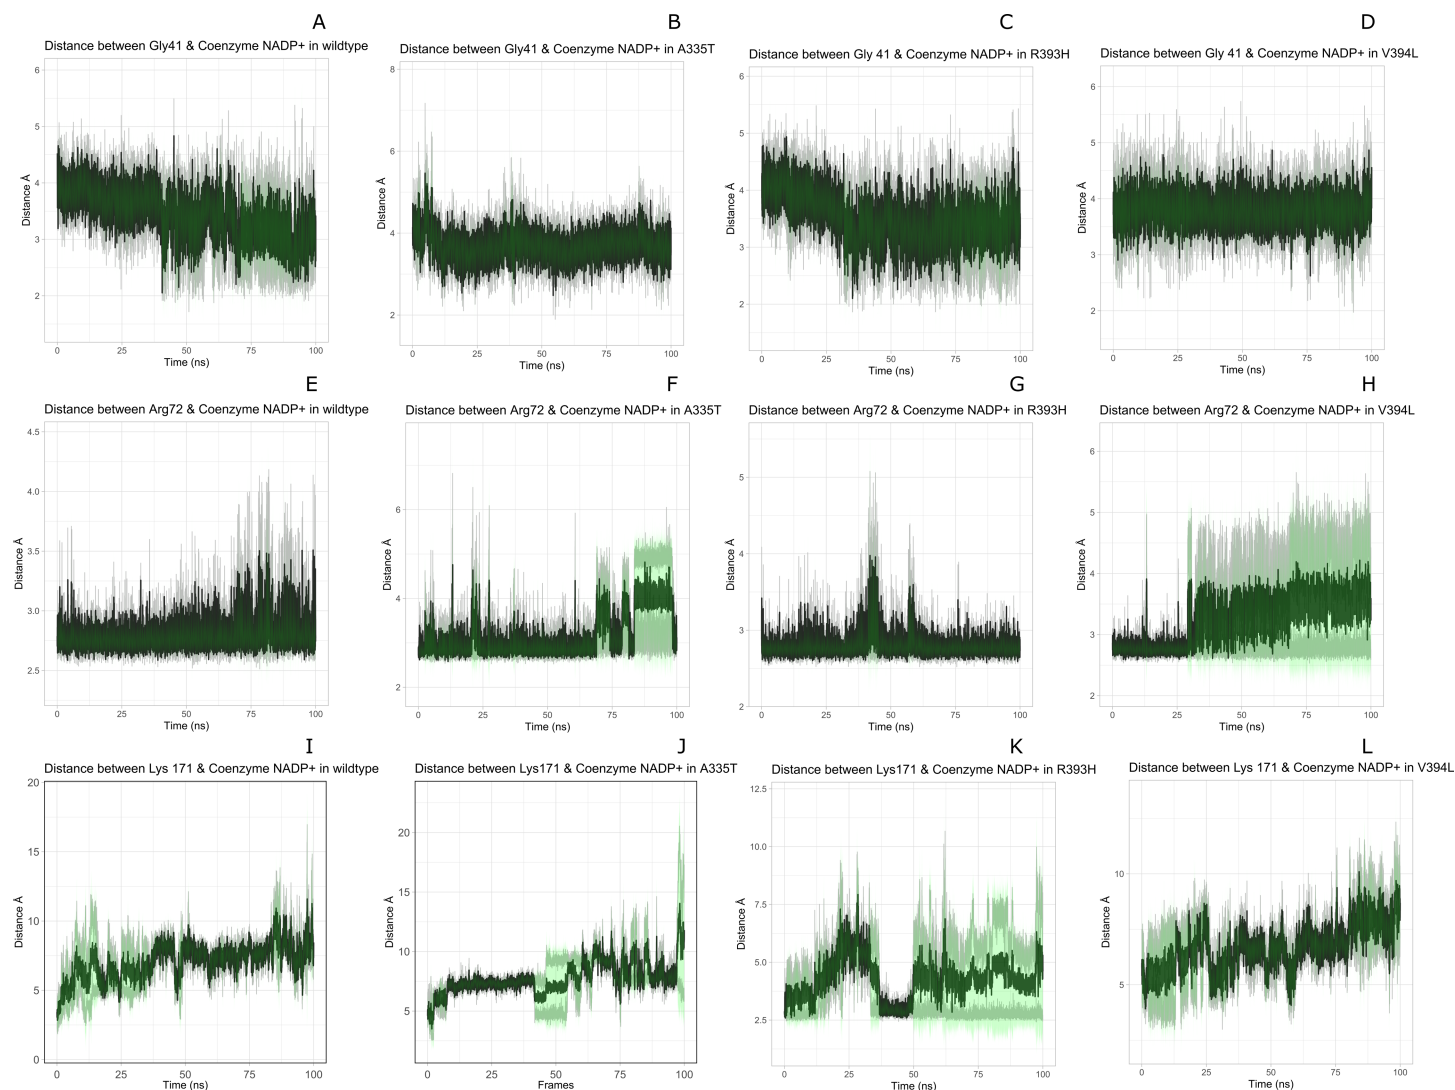 A
Distance between Gly41 & Coenzyme NADP+ in wildtype
6
5
4
3
2
Distance Å
0
25
50
75
100
Time (ns)
B
Distance between Gly41 & Coenzyme NADP+ in A335T
8
6
4
2
Distance Å
0
25
50
75
100
Time (ns)
C
Distance between Gly 41 & Coenzyme NADP+ in R393H
6
5
4
3
2
Distance Å
0
25
50
75
100
Time (ns)
D
Distance between Gly 41 & Coenzyme NADP+ in V394L
6
5
4
3
2
Distance Å
0
25
50
75
100
Time (ns)
E
Distance between Arg72 & Coenzyme NADP+ in wildtype
4.5
4.0
3.5
3.0
2.5
Distance Å
0
25
50
75
100
Time (ns)
F
Distance between Arg72 & Coenzyme NADP+ in A335T
6
4
2
Distance Å
0
25
50
75
100
Time (ns)
G
Distance between Arg72 & Coenzyme NADP+ in R393H
5
4
3
2
Distance Å
0
25
50
75
100
Time (ns)
H
Distance between Arg72 & Coenzyme NADP+ in V394L
6
5
4
3
2
Distance Å
0
25
50
75
100
Time (ns)
I
Distance between Lys 171 & Coenzyme NADP+ in wildtype
20
15
10
5
0
Distance Å
0
25
50
75
100
Time (ns)
J
Distance between Lys171 & Coenzyme NADP+ in A335T
20
15
10
5
Distance Å
0
25
50
75
100
Frames
K
Distance between Lys171 & Coenzyme NADP+ in R393H
12.5
10.0
7.5
5.0
2.5
Distance Å
0
25
50
75
100
Time (ns)
L
Distance between Lys 171 & Coenzyme NADP+ in V394L
10
5
Distance Å
0
25
50
75
100
Time (ns)